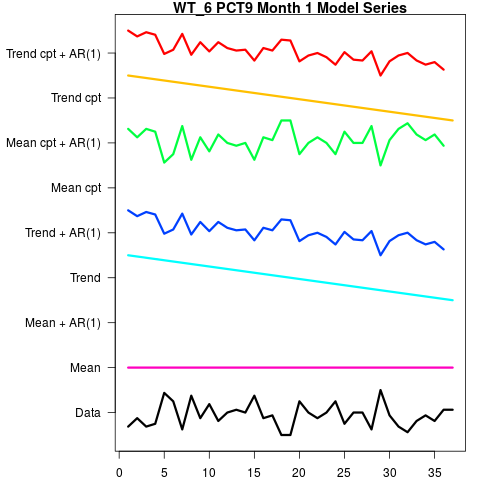 WT_6 PCT9 Month 1 Model Series
Trend cpt + AR(1)
Trend cpt
Mean cpt + AR(1)
Mean cpt
Trend + AR(1)
Trend
Mean + AR(1)
Mean
Data
0 5 10 15 20 25 30 35